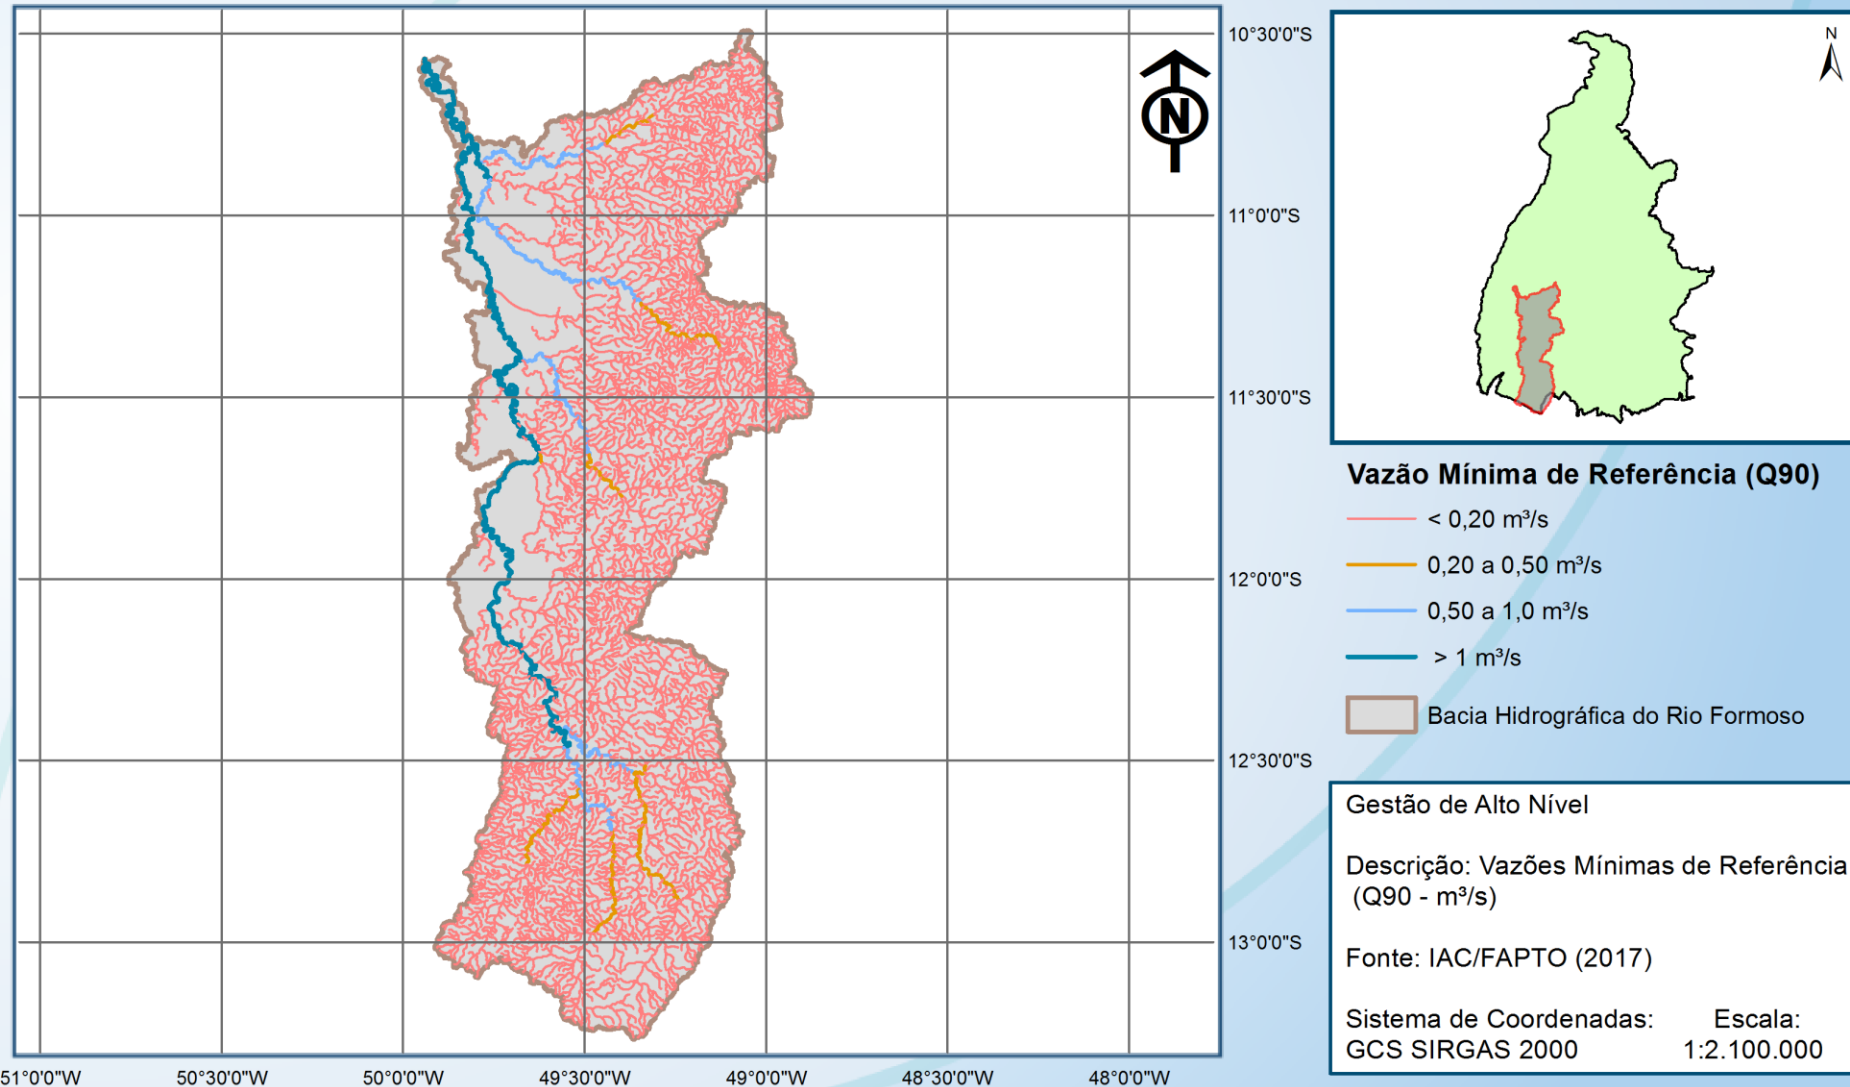 10°30'0"S
11°0'0"S
11°30'0"S
12°0'0"S
12°30'0"S
13°0'0"S
51°0'0"W
50°30'0"W
50°0'0"W
49°30'0"W
49°0'0"W
48°30'0"W
48°0'0"W
N
N
Vazão Mínima de Referência (Q90)
< 0,20 m³/s
0,20 a 0,50 m³/s
0,50 a 1,0 m³/s
> 1 m³/s
Bacia Hidrográfica do Rio Formoso
Gestão de Alto Nível
Descrição: Vazões Mínimas de Referência
(Q90 - m³/s)
Fonte: IAC/FAPTO (2017)
Sistema de Coordenadas: Escala:
GCS SIRGAS 2000 1:2.100.000